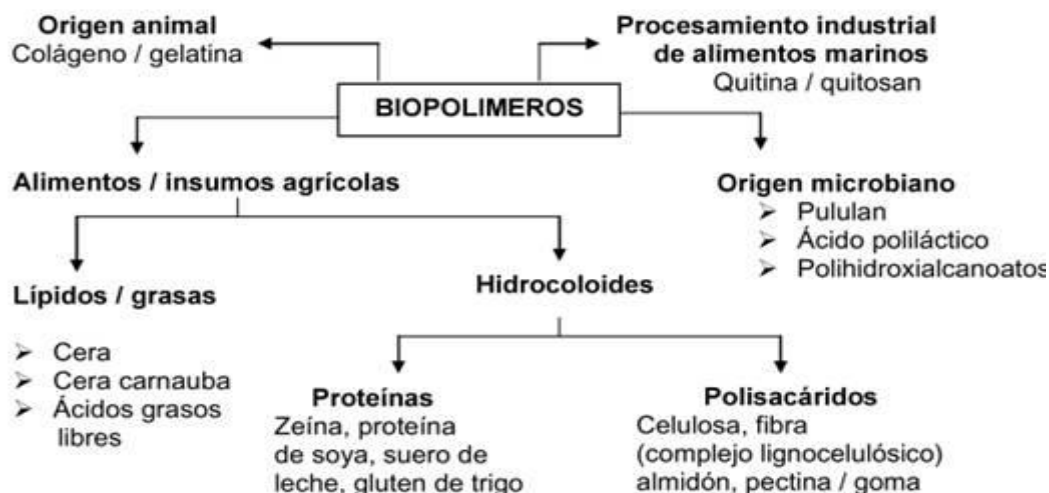 Origen animal
Colágeno / gelatina
Procesamiento industrial
de alimentos marinos
Quitina / quitosan
BIOPOLIMEROS
Alimentos / insumos agrícolas
Origen microbiano
➢ Pululan
➢ Ácido poliláctico
➢ Polihidroxialcanoatos
Lípidos / grasas
➢ Cera
➢ Cera carnauba
➢ Ácidos grasos
libres
Hidrocoloides
Proteínas
Zeína, proteína
de soya, suero de
leche, gluten de trigo
Polisacáridos
Celulosa, fibra
(complejo lignocelulósico)
almidón, pectina / goma